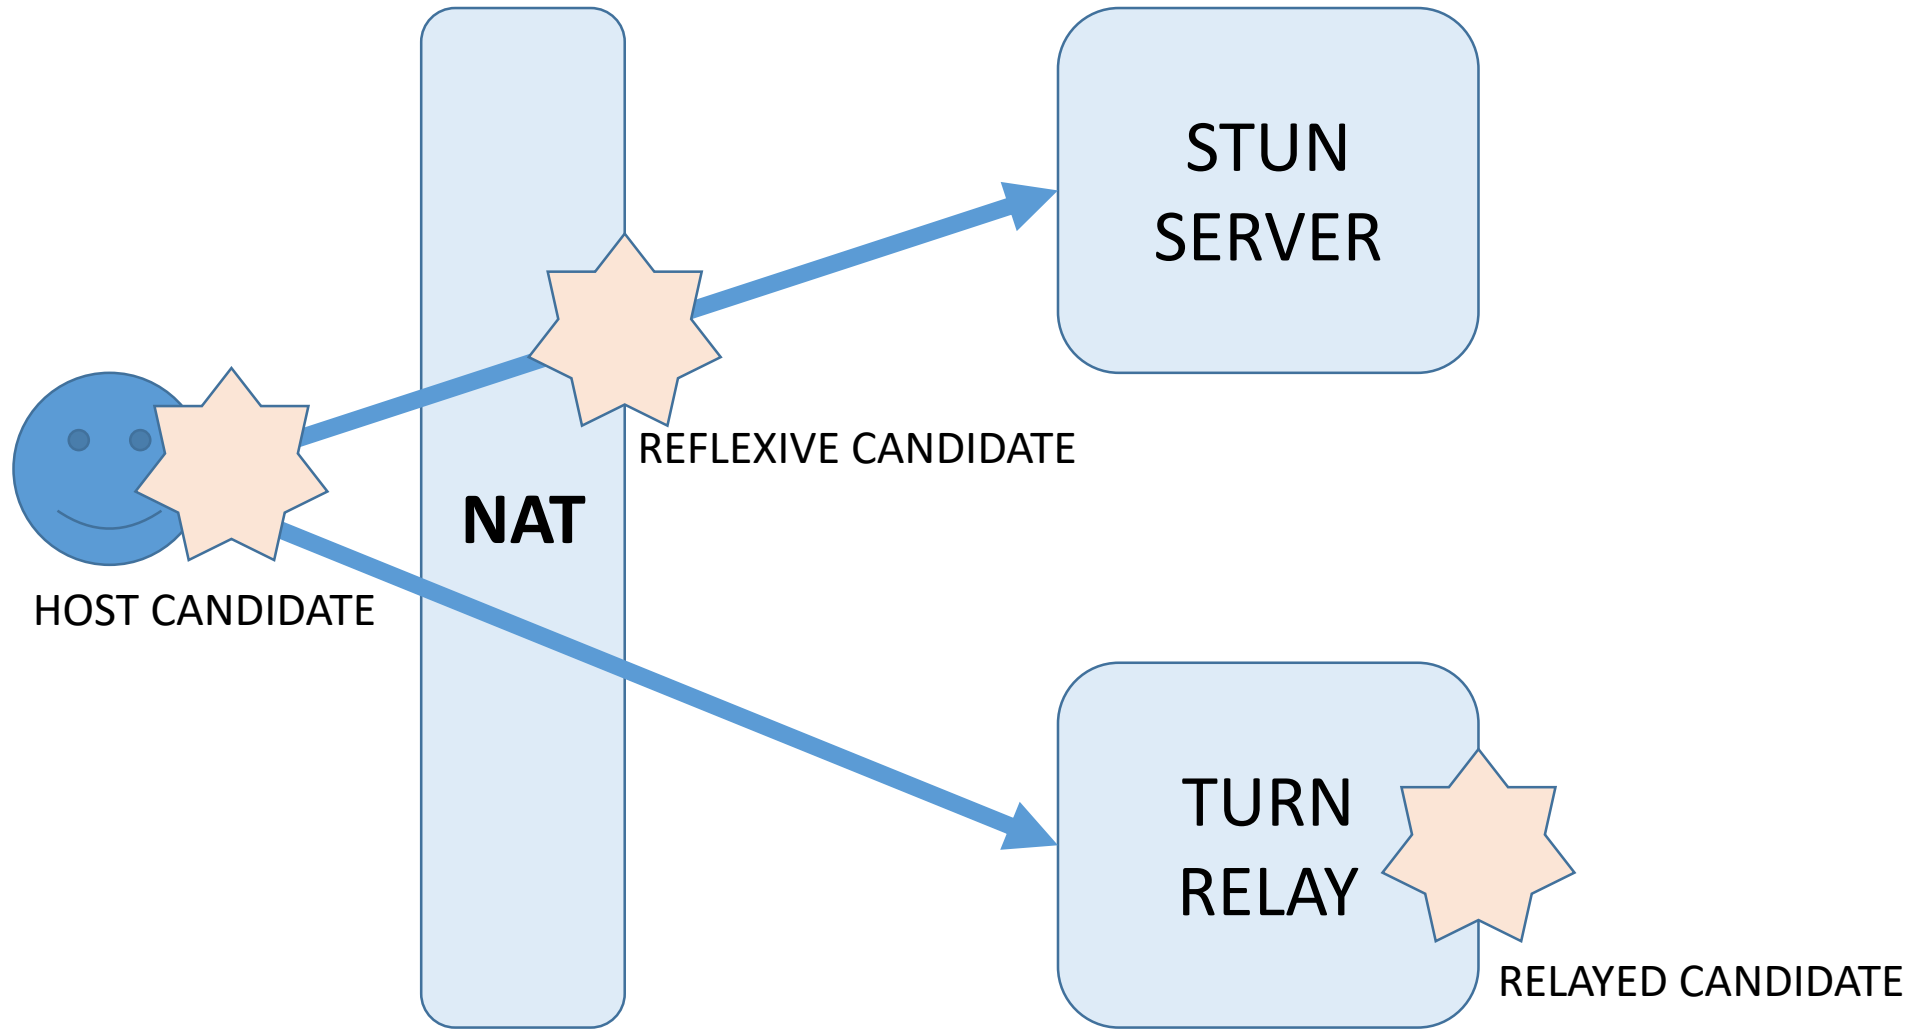 STUN
SERVER
REFLEXIVE CANDIDATE
NAT
HOST CANDIDATE
TURN
RELAY
RELAYED CANDIDATE